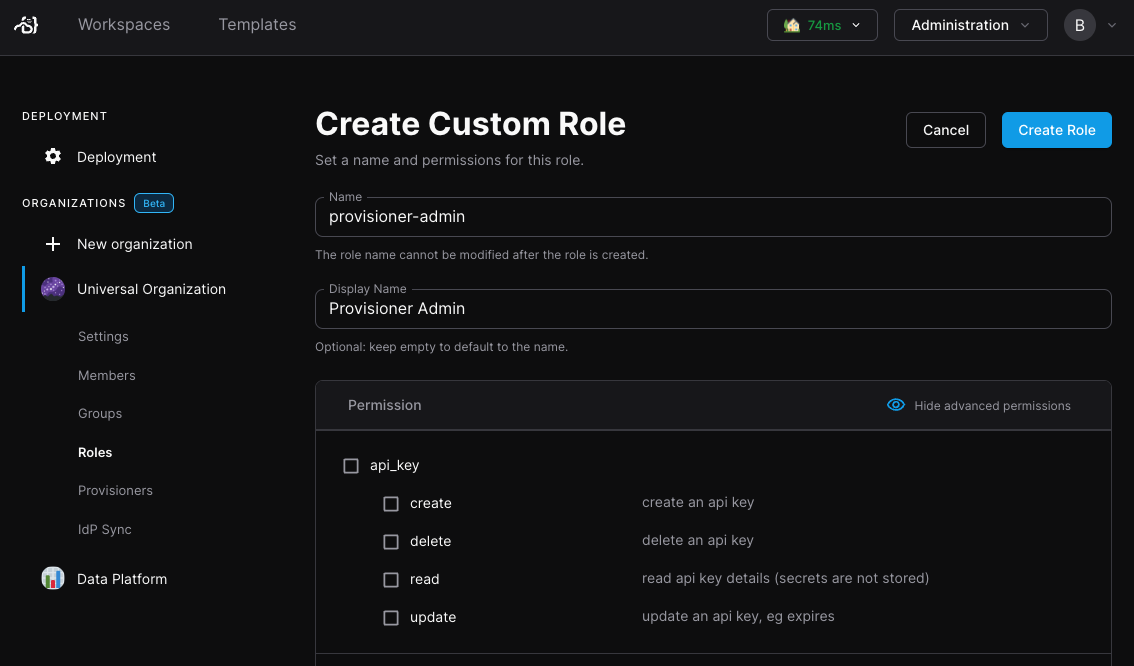 Workspaces Templates 74ms Administration B
DEPLOYMENT
Deployment
ORGANIZATIONS Beta
New organization
Universal Organization
Settings
Members
Groups
Roles
Provisioners
IdP Sync
Data Platform
Create Custom Role
Set a name and permissions for this role.
Cancel Create Role
Name
provisioner-admin
The role name cannot be modified after the role is created.
Display Name
Provisioner Admin
Optional: keep empty to default to the name.
Permission Hide advanced permissions
api_key
create create an api key
delete delete an api key
read read api key details (secrets are not stored)
update update an api key, eg expires